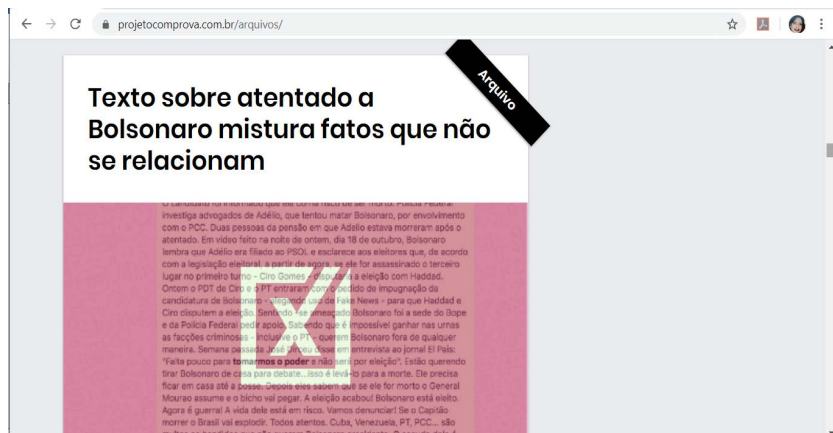 projetocomprova.com.br/arquivos/
Arquivo
Texto sobre atentado a
Bolsonaro mistura fatos que não
se relacionam
O candidato foi informado que ele corria risco de ser morto. Polícia Federal
investiga advogados de Adélio, que tentou matar Bolsonaro, por envolvimento
com o PCC. Duas pessoas da pensão em que Adelio estava morreram após o
atentado. Em vídeo feito na noite de ontem, dia 18 de outubro, Bolsonaro
lembra que Adélio era filiado ao PSOL e esclarece aos eleitores que, de acordo
com a legislação eleitoral, a partir de agora, se ele for assassinado o terceiro
lugar no primeiro turno - Ciro Gomes - disputaria a eleição com Haddad.
Ontem o PDT de Ciro e o PT entraram com pedido de impugnação da
candidatura de Bolsonaro - alegando uso de Fake News - para que Haddad e
Ciro disputem a eleição. Sentindo -se ameaçado Bolsonaro foi a sede do Bope
e da Polícia Federal pedir apoio. Sabendo que é impossível ganhar nas urnas
as facções criminosas - inclusive o PT - querem Bolsonaro fora de qualquer
maneira. Semana passada José Dirceu disse em entrevista ao jornal El País:
"Falta pouco para tomarmos o poder e não será por eleição". Estão querendo
tirar Bolsonaro de casa para debate...isso é levá-lo para a morte. Ele precisa
ficar em casa até a posse. Depois eles sabem que se ele for morto o General
Mourao assume e o bicho vai pegar. A eleição acabou! Bolsonaro está eleito.
Agora é guerra! A vida dele está em risco. Vamos denunciar! Se o Capitão
morrer o Brasil vai explodir. Todos atentos. Cuba, Venezuela, PT, PCC... são